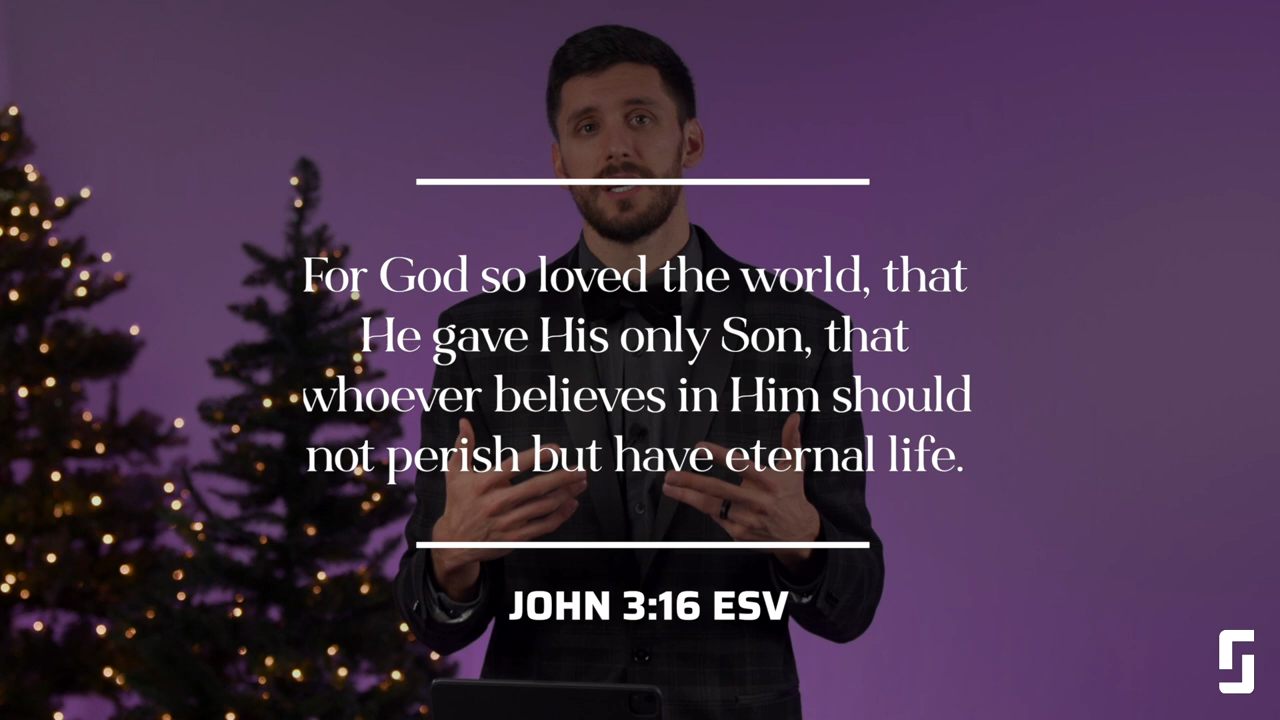 For God so loved the world, that
He gave His only Son, that
whoever believes in Him should
not perish but have eternal life.
JOHN 3:16 ESV